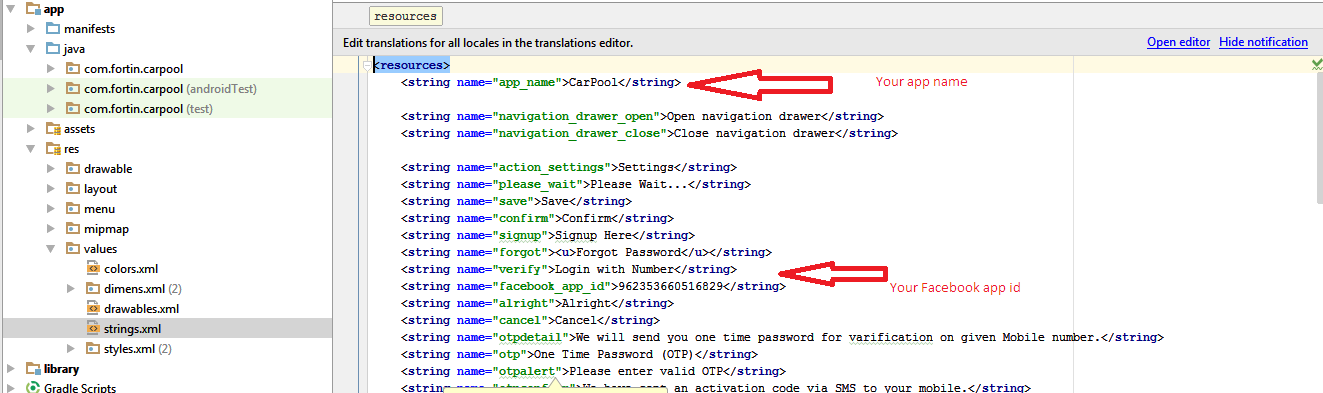 app
manifests
java
com.fortin.carpool
com.fortin.carpool (androidTest)
com.fortin.carpool (test)
assets
res
drawable
layout
menu
mipmap
values
colors.xml
dimens.xml (2)
drawables.xml
strings.xml
styles.xml (2)
library
Gradle Scripts
resources
Edit translations for all locales in the translations editor. Open editor Hide notification
<resources>
<string name="app_name">CarPool</string> Your app name
<string name="navigation_drawer_open">Open navigation drawer</string>
<string name="navigation_drawer_close">Close navigation drawer</string>
<string name="action_settings">Settings</string>
<string name="please_wait">Please Wait...</string>
<string name="save">Save</string>
<string name="confirm">Confirm</string>
<string name="signup">Signup Here</string>
<string name="forgot"><u>Forgot Password</u></string>
<string name="verify">Login with Number</string>
<string name="facebook_app_id">962353660516829</string> Your Facebook app id
<string name="alright">Alright</string>
<string name="cancel">Cancel</string>
<string name="otpdetail">We will send you one time password for varification on given Mobile number.</string>
<string name="otp">One Time Password (OTP)</string>
<string name="otpalert">Please enter valid OTP</string>
an activation code via SMS to your mobile.</string>